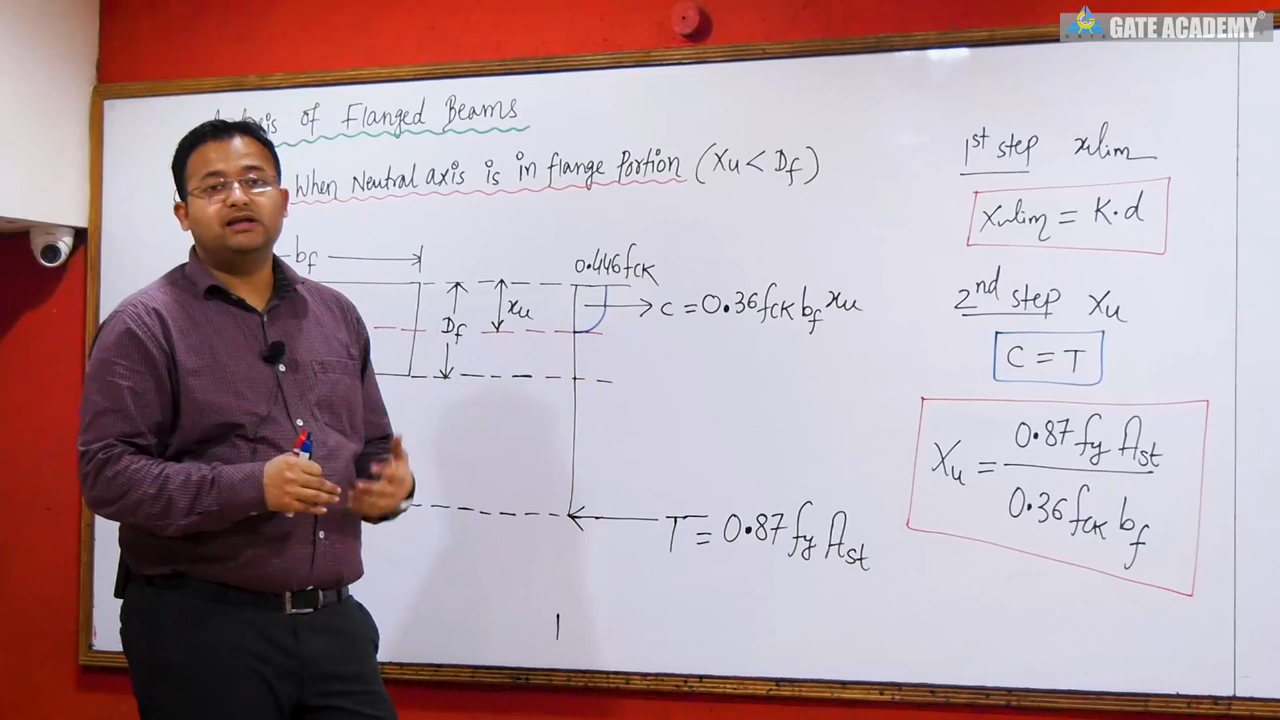 GATE ACADEMY®
of Flanged Beams
When Neutral axis is in flange Portion (Xu < Df)
bf
Df
xu
0.446fck
C = 0.36fck bf xu
T = 0.87 fy Ast
1st step xulim
Xulim = K.d
2nd step Xu
C = T
Xu = 0.87 fy Ast
0.36fck bf